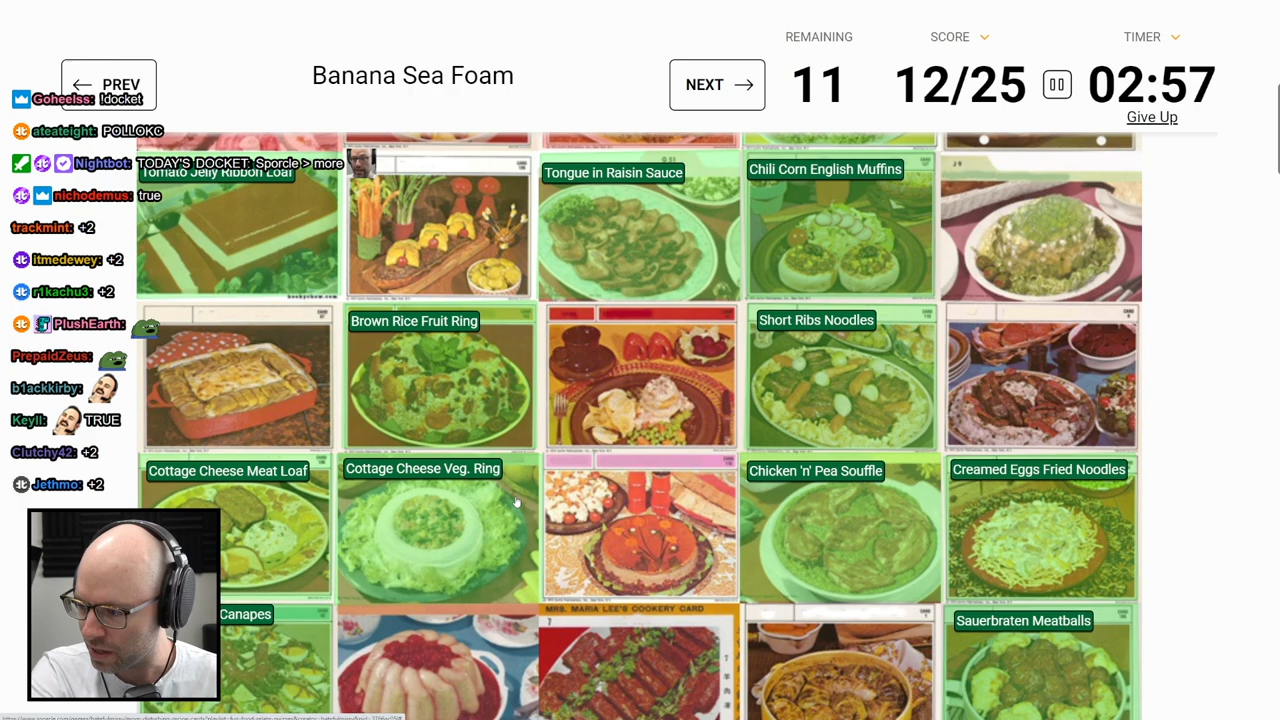 REMAINING
SCORE
TIMER
PREV
Banana Sea Foam
NEXT
11
12/25
02:57
Give Up
Goheelss: !docket
ateateight: POLLOKC
Nightbot: TODAY'S DOCKET: Sporcle > more
nichodemus: true
trackmint: +2
itmedewey: +2
r1kachu3: +2
PlushEarth:
PrepaidZeus:
b1ackkirby:
Keyll: TRUE
Clutchy42: +2
Jethmo: +2
Tomato Jelly Ribbon Loaf
Tongue in Raisin Sauce
Chili Corn English Muffins
Brown Rice Fruit Ring
Short Ribs Noodles
Cottage Cheese Meat Loaf
Cottage Cheese Veg. Ring
Chicken 'n' Pea Souffle
Creamed Eggs Fried Noodles
Canapes
MRS. MARIA LEE'S COOKERY CARD
7
Sauerbraten Meatballs